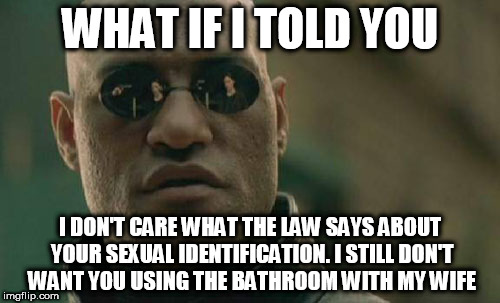 WHAT IF I TOLD YOU
I DON'T CARE WHAT THE LAW SAYS ABOUT
YOUR SEXUAL IDENTIFICATION. I STILL DON'T
WANT YOU USING THE BATHROOM WITH MY WIFE
imgflip.com